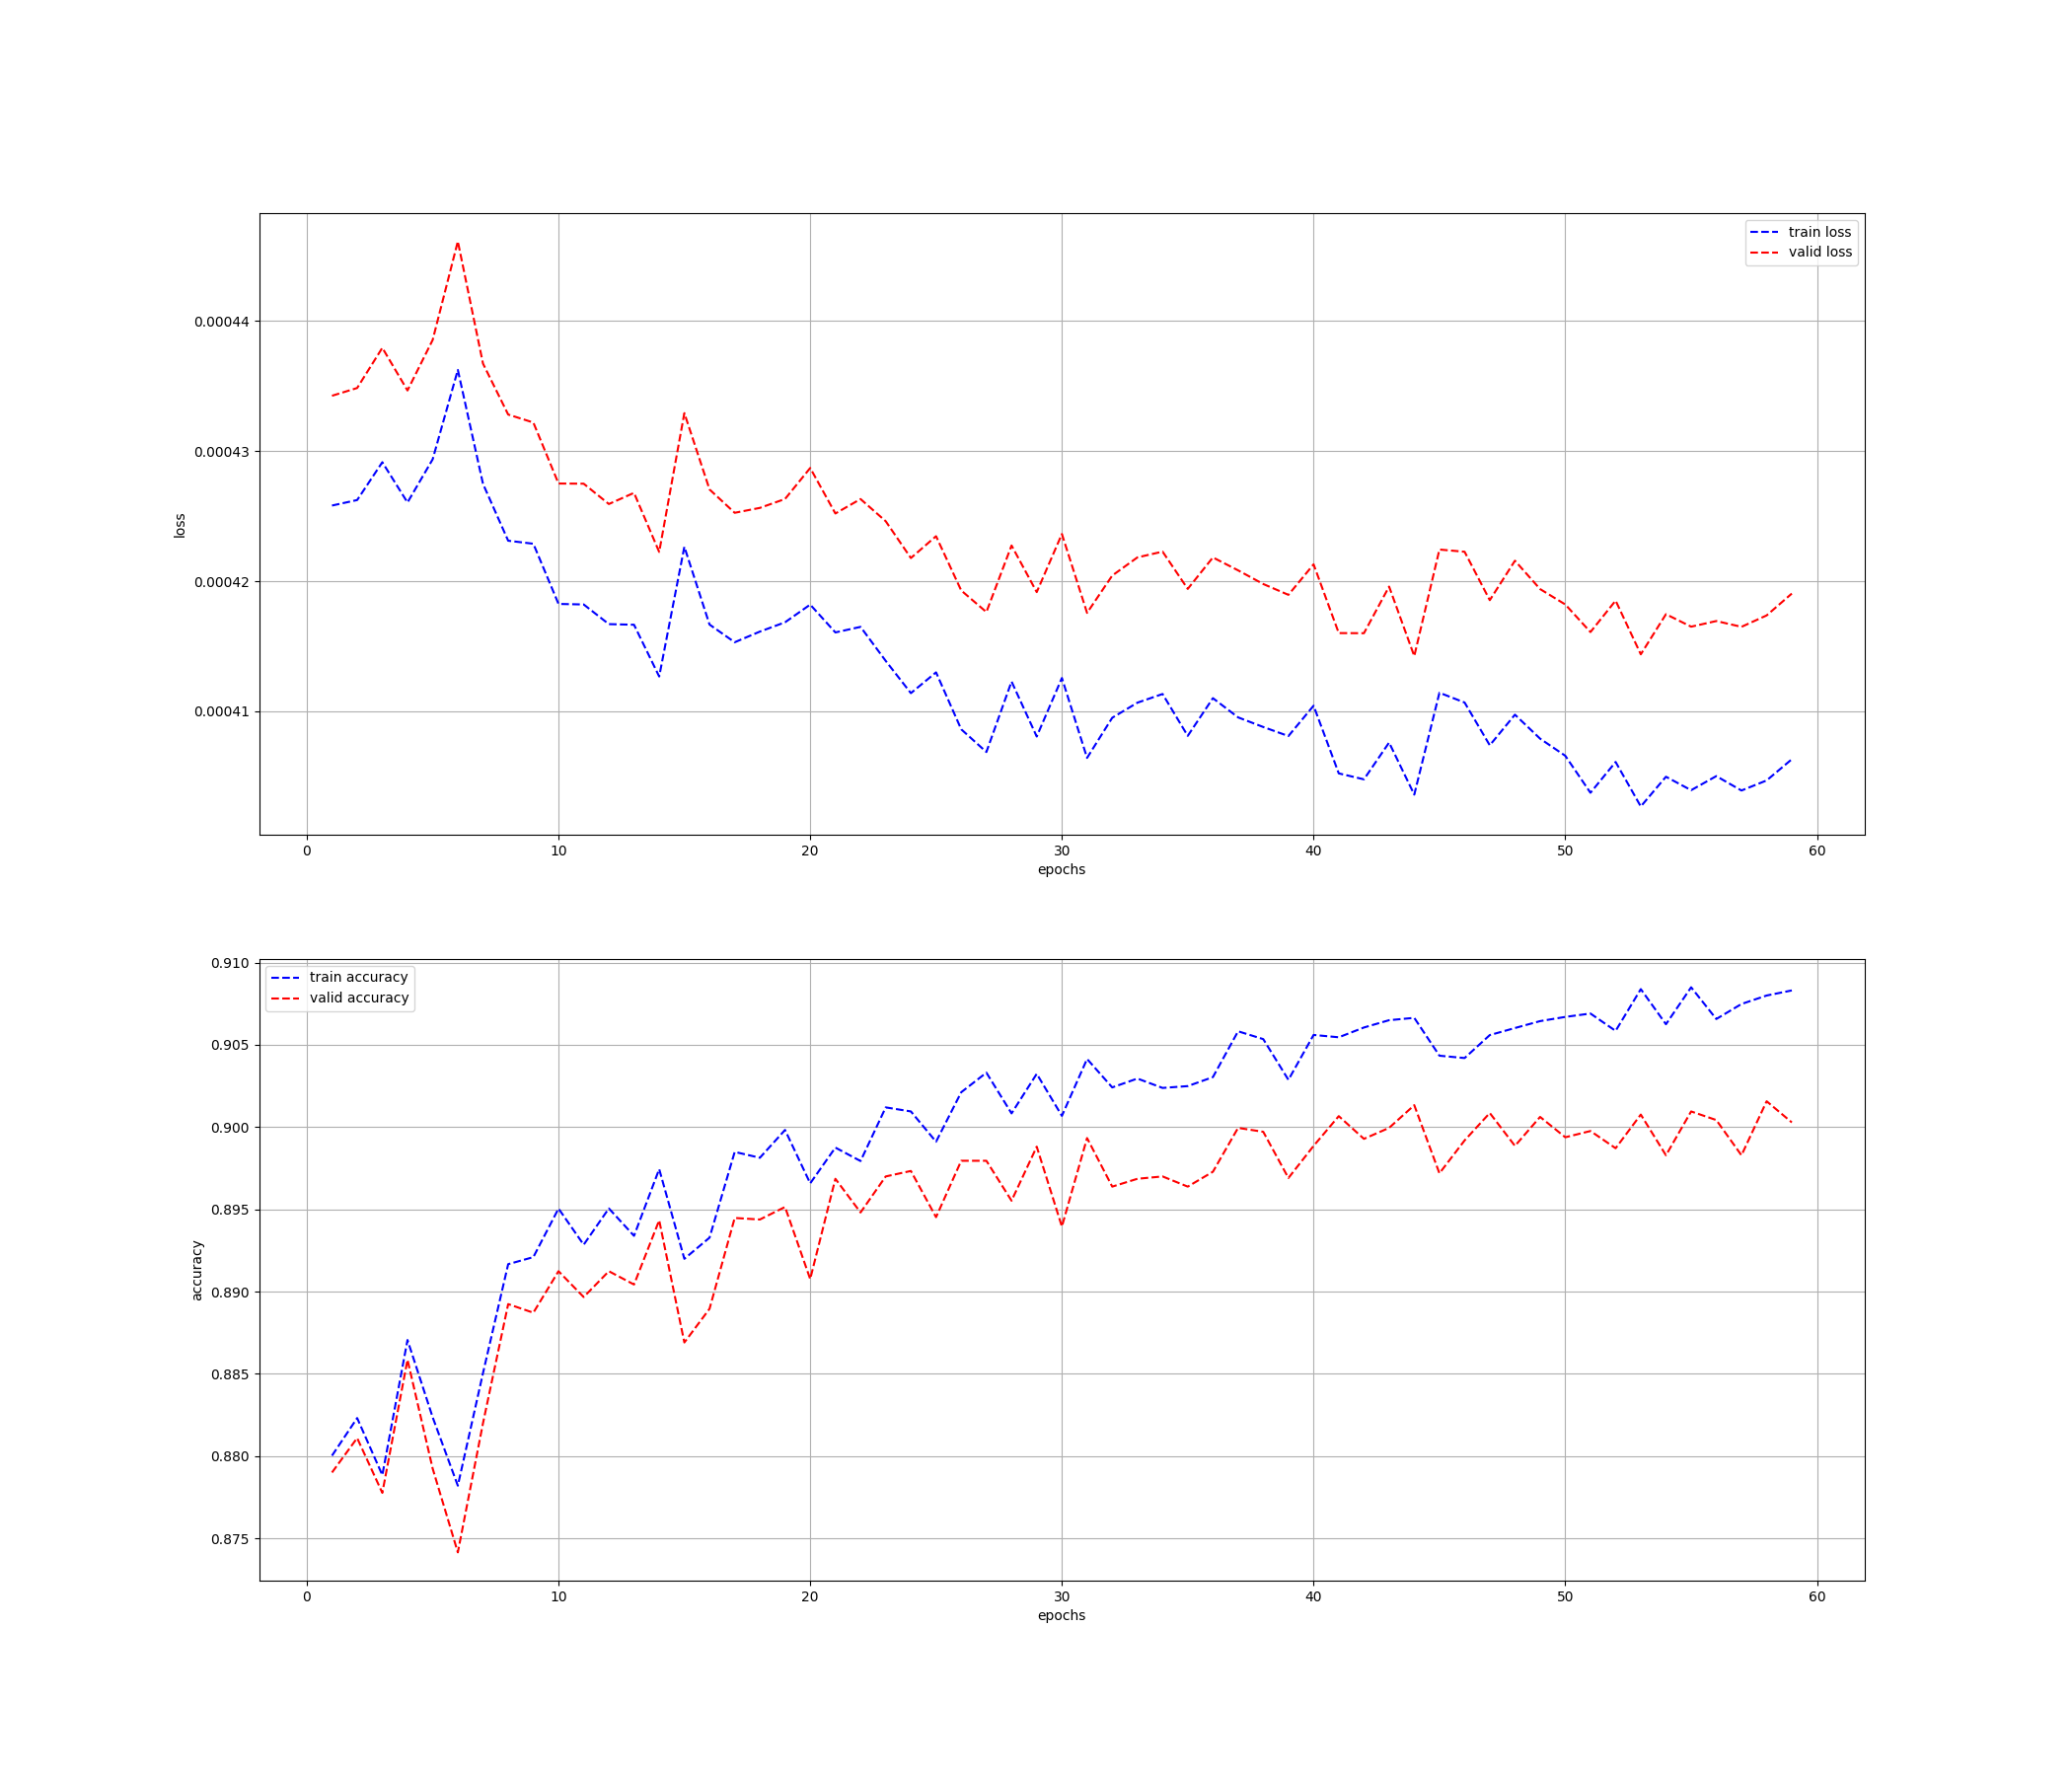 train loss
valid loss
0.00044
0.00043
0.00042
0.00041
loss
0 10 20 30 40 50 60
epochs
train accuracy
valid accuracy
0.910
0.905
0.900
0.895
0.890
0.885
0.880
0.875
accuracy
0 10 20 30 40 50 60
epochs